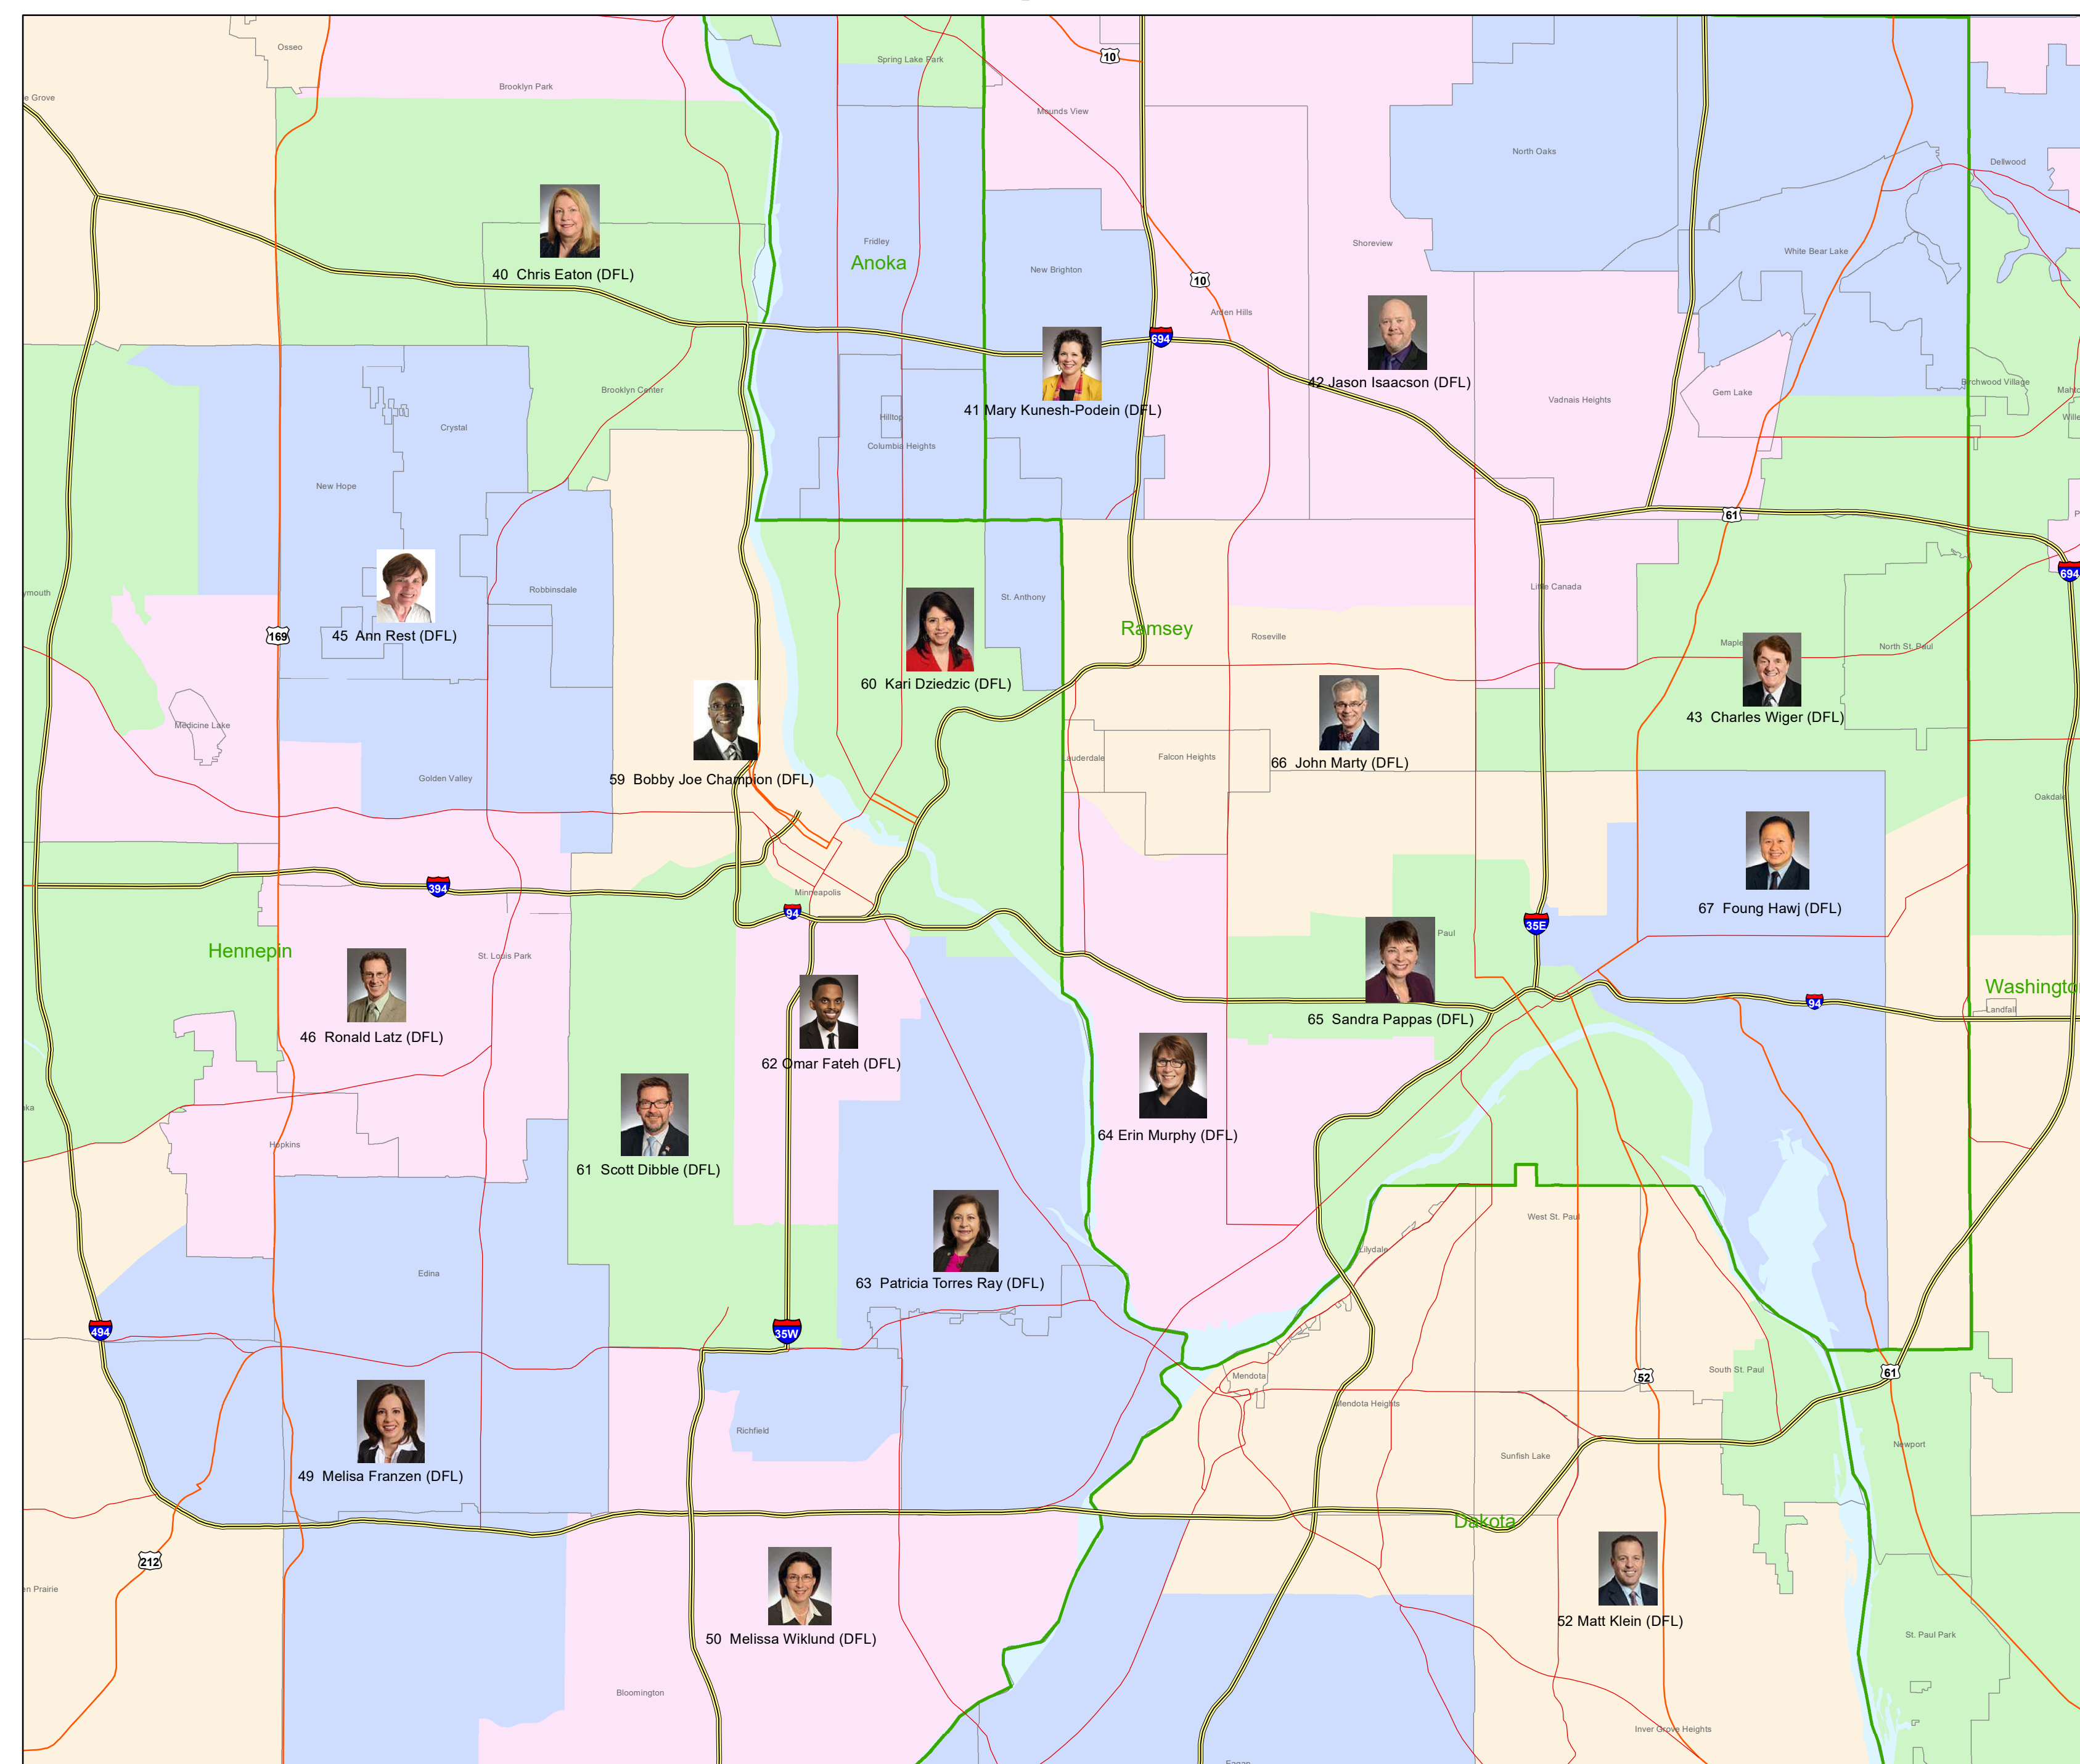 Osseo
Spring Lake Park
10
Brooklyn Park
e Grove
Mounds View
North Oaks
Dellwood
Fridley
Anoka
Shoreview
White Bear Lake
New Brighton
40 Chris Eaton (DFL)
10
Arden Hills
694
42 Jason Isaacson (DFL)
Birchwood Village
Mahto
Brooklyn Center
Gem Lake
Vadnais Heights
41 Mary Kunesh-Podein (DFL)
Hilltop
Wille
Crystal
Columbia Heights
New Hope
61
P
694
Robbinsdale
ymouth
St. Anthony
Little Canada
Ramsey
169
45 Ann Rest (DFL)
Roseville
Maple
North St. Paul
60 Kari Dziedzic (DFL)
43 Charles Wiger (DFL)
Medicine Lake
Lauderdale
Falcon Heights
66 John Marty (DFL)
Golden Valley
59 Bobby Joe Champion (DFL)
Oakdale
394
Minneapolis
94
67 Foung Hawj (DFL)
35E
Paul
Hennepin
St. Louis Park
Washington
94
Landfall
65 Sandra Pappas (DFL)
46 Ronald Latz (DFL)
62 Omar Fateh (DFL)
ka
64 Erin Murphy (DFL)
Hopkins
61 Scott Dibble (DFL)
West St. Paul
Lilydale
Edina
63 Patricia Torres Ray (DFL)
494
35W
South St. Paul
61
Mendota
52
Mendota Heights
Richfield
Newport
Sunfish Lake
49 Melisa Franzen (DFL)
Dakota
212
en Prairie
52 Matt Klein (DFL)
50 Melissa Wiklund (DFL)
St. Paul Park
Bloomington
Inver Grove Heights
Eagan